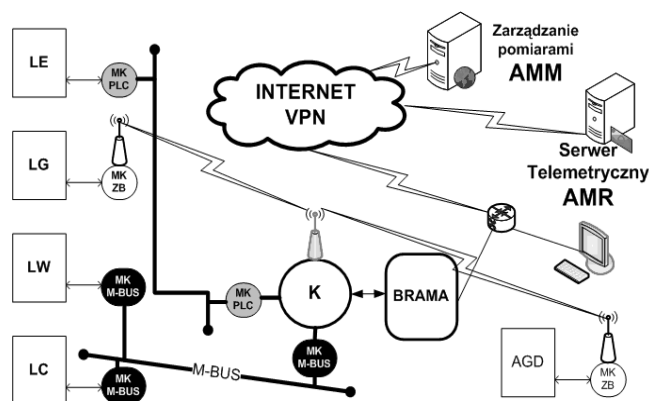 LE
MK
PLC
LG
MK
ZB
LW
MK
M-BUS
LC
MK
M-BUS
M-BUS
MK
PLC
K
MK
M-BUS
BRAMA
INTERNET
VPN
Zarządzanie
pomiarami
AMM
Serwer
Telemetryczny
AMR
AGD
MK
ZB